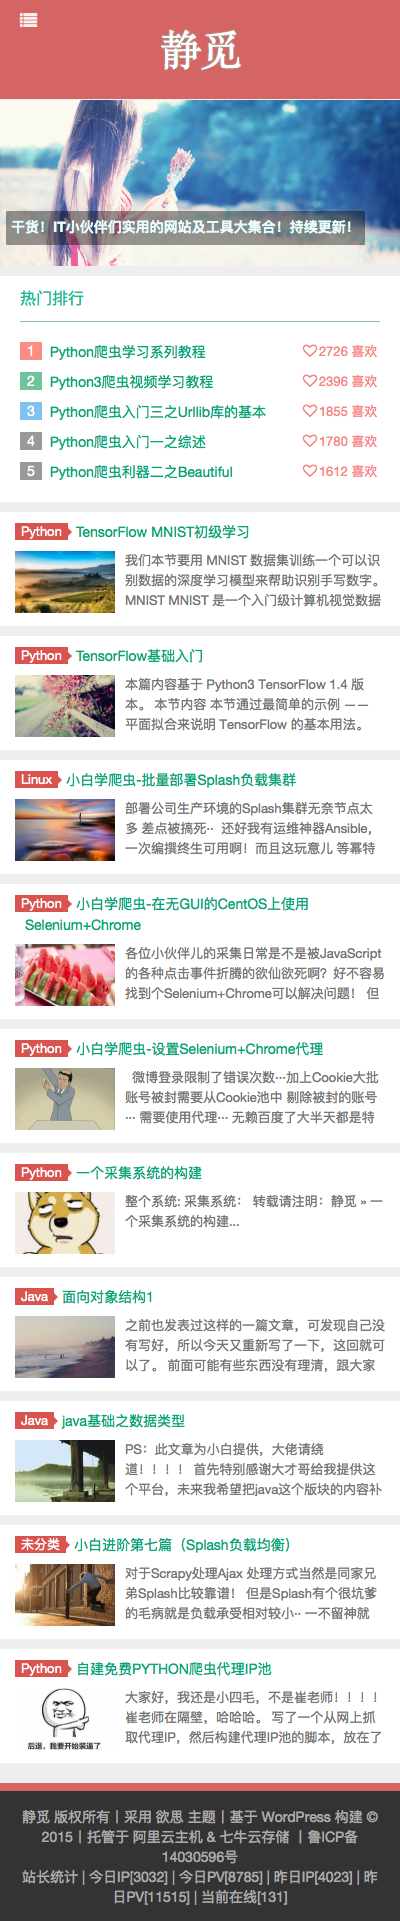 静觅
干货！IT小伙伴们实用的网站及工具大集合！持续更新！
热门排行
1 Python爬虫学习系列教程 2726 喜欢
2 Python3爬虫视频学习教程 2396 喜欢
3 Python爬虫入门三之Urllib库的基本 1855 喜欢
4 Python爬虫入门一之综述 1780 喜欢
5 Python爬虫利器二之Beautiful 1612 喜欢
Python TensorFlow MNIST初级学习
我们本节要用 MNIST 数据集训练一个可以识
别数据的深度学习模型来帮助识别手写数字。
MNIST MNIST 是一个入门级计算机视觉数据
Python TensorFlow基础入门
本篇内容基于 Python3 TensorFlow 1.4 版
本。 本节内容 本节通过最简单的示例 ——
平面拟合来说明 TensorFlow 的基本用法。
Linux 小白学爬虫-批量部署Splash负载集群
部署公司生产环境的Splash集群无奈节点太
多 差点被搞死·· 还好我有运维神器Ansible，
一次编撰终生可用啊！而且这玩意儿 等幂特
Python 小白学爬虫-在无GUI的CentOS上使用
Selenium+Chrome
各位小伙伴儿的采集日常是不是被JavaScript
的各种点击事件折腾的欲仙欲死啊？好不容易
找到个Selenium+Chrome可以解决问题！ 但
Python 小白学爬虫-设置Selenium+Chrome代理
微博登录限制了错误次数···加上Cookie大批
账号被封需要从Cookie池中 剔除被封的账号
··· 需要使用代理··· 无赖百度了大半天都是特
Python 一个采集系统的构建
整个系统: 采集系统： 转载请注明：静觅 » 一
个采集系统的构建...
Java 面向对象结构1
之前也发表过这样的一篇文章，可发现自己没
有写好，所以今天又重新写了一下，这回就可
以了。 前面可能有些东西没有理清，跟大家
Java java基础之数据类型
PS：此文章为小白提供，大佬请绕
道！！！！ 首先特别感谢大才哥给我提供这
个平台，未来我希望把java这个版块的内容补
未分类 小白进阶第七篇（Splash负载均衡）
对于Scrapy处理Ajax 处理方式当然是同家兄
弟Splash比较靠谱！ 但是Splash有个很坑爹
的毛病就是负载承受相对较小·· 一不留神就
Python 自建免费PYTHON爬虫代理IP池
大家好，我还是小四毛，不是崔老师！！！！
崔老师在隔壁，哈哈哈。 写了一个从网上抓
取代理IP，然后构建代理IP池的脚本，放在了
后退，我要开始装逼了
静觅 版权所有丨采用 欲思 主题丨基于 WordPress 构建 ©
2015丨托管于 阿里云主机 & 七牛云存储 丨鲁ICP备
14030596号
站长统计 | 今日IP[3032] | 今日PV[8785] | 昨日IP[4023] | 昨
日PV[11515] | 当前在线[131]